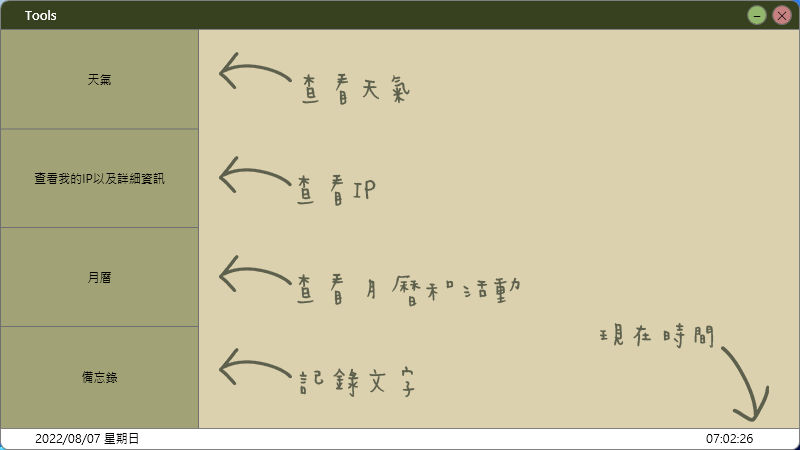 Tools
天氣
查看天氣
查看我的IP以及詳細資訊
查看IP
月曆
查看月曆和活動
現在時間
備忘錄
記錄文字
2022/08/07 星期日
07:02:26